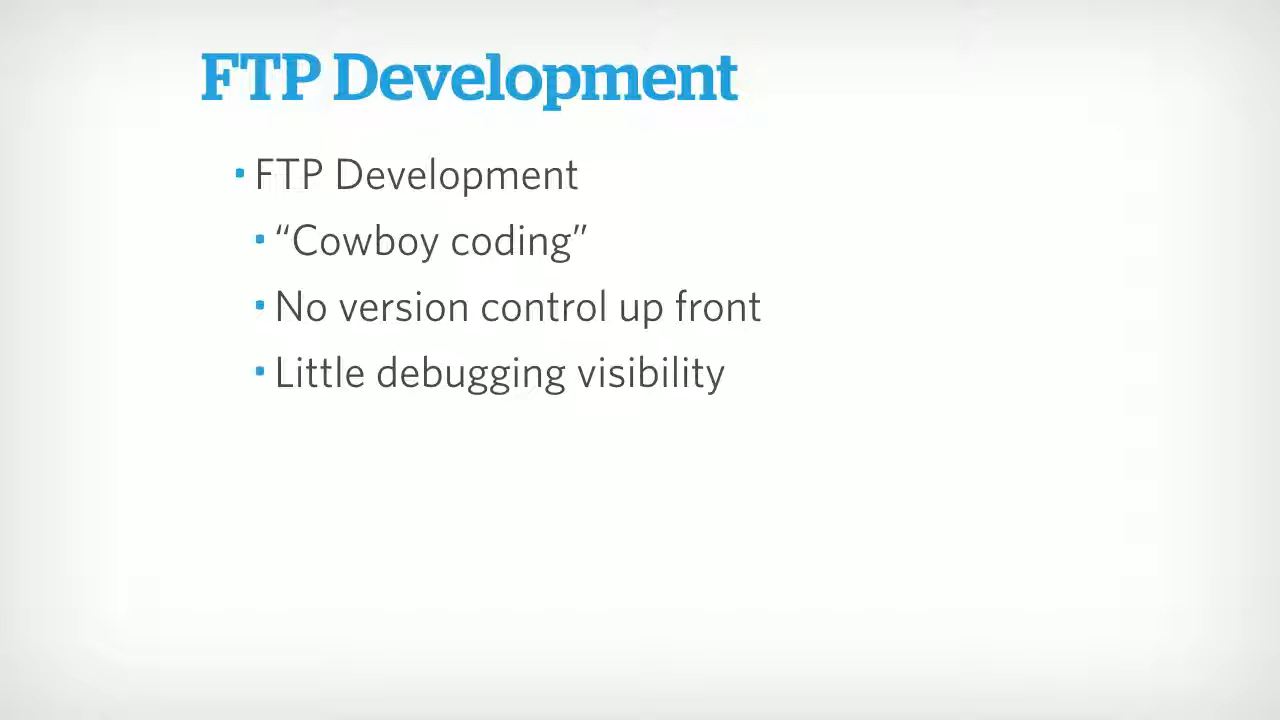 FTP Development
• FTP Development
• “Cowboy coding”
• No version control up front
• Little debugging visibility